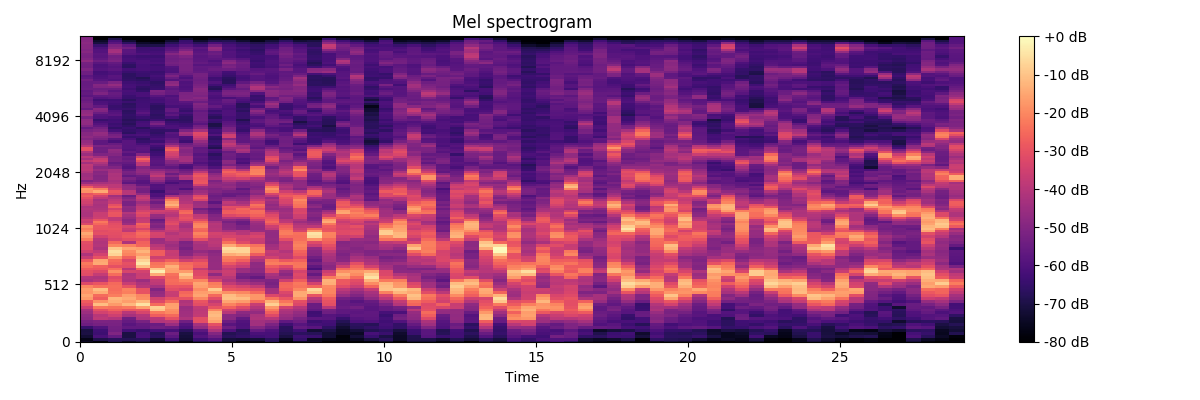 Mel spectrogram
Hz
8192
4096
2048
1024
512
0
0 5 10 15 20 25
Time
+0 dB
-10 dB
-20 dB
-30 dB
-40 dB
-50 dB
-60 dB
-70 dB
-80 dB